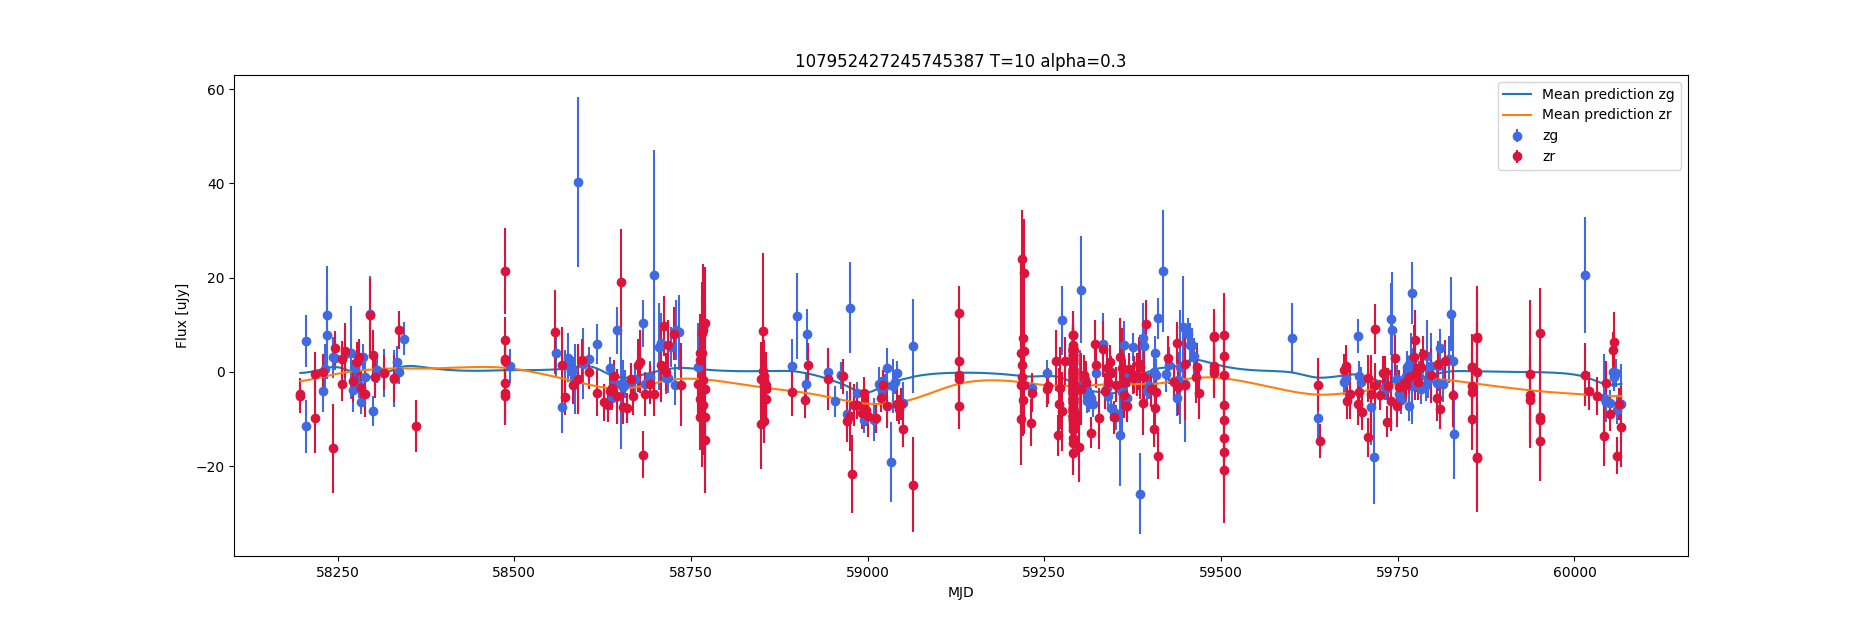 107952427245745387 T=10 alpha=0.3
Mean prediction zg
Mean prediction zr
zg
zr
60
40
20
0
−20
Flux [uJy]
58250 58500 58750 59000 59250 59500 59750 60000
MJD